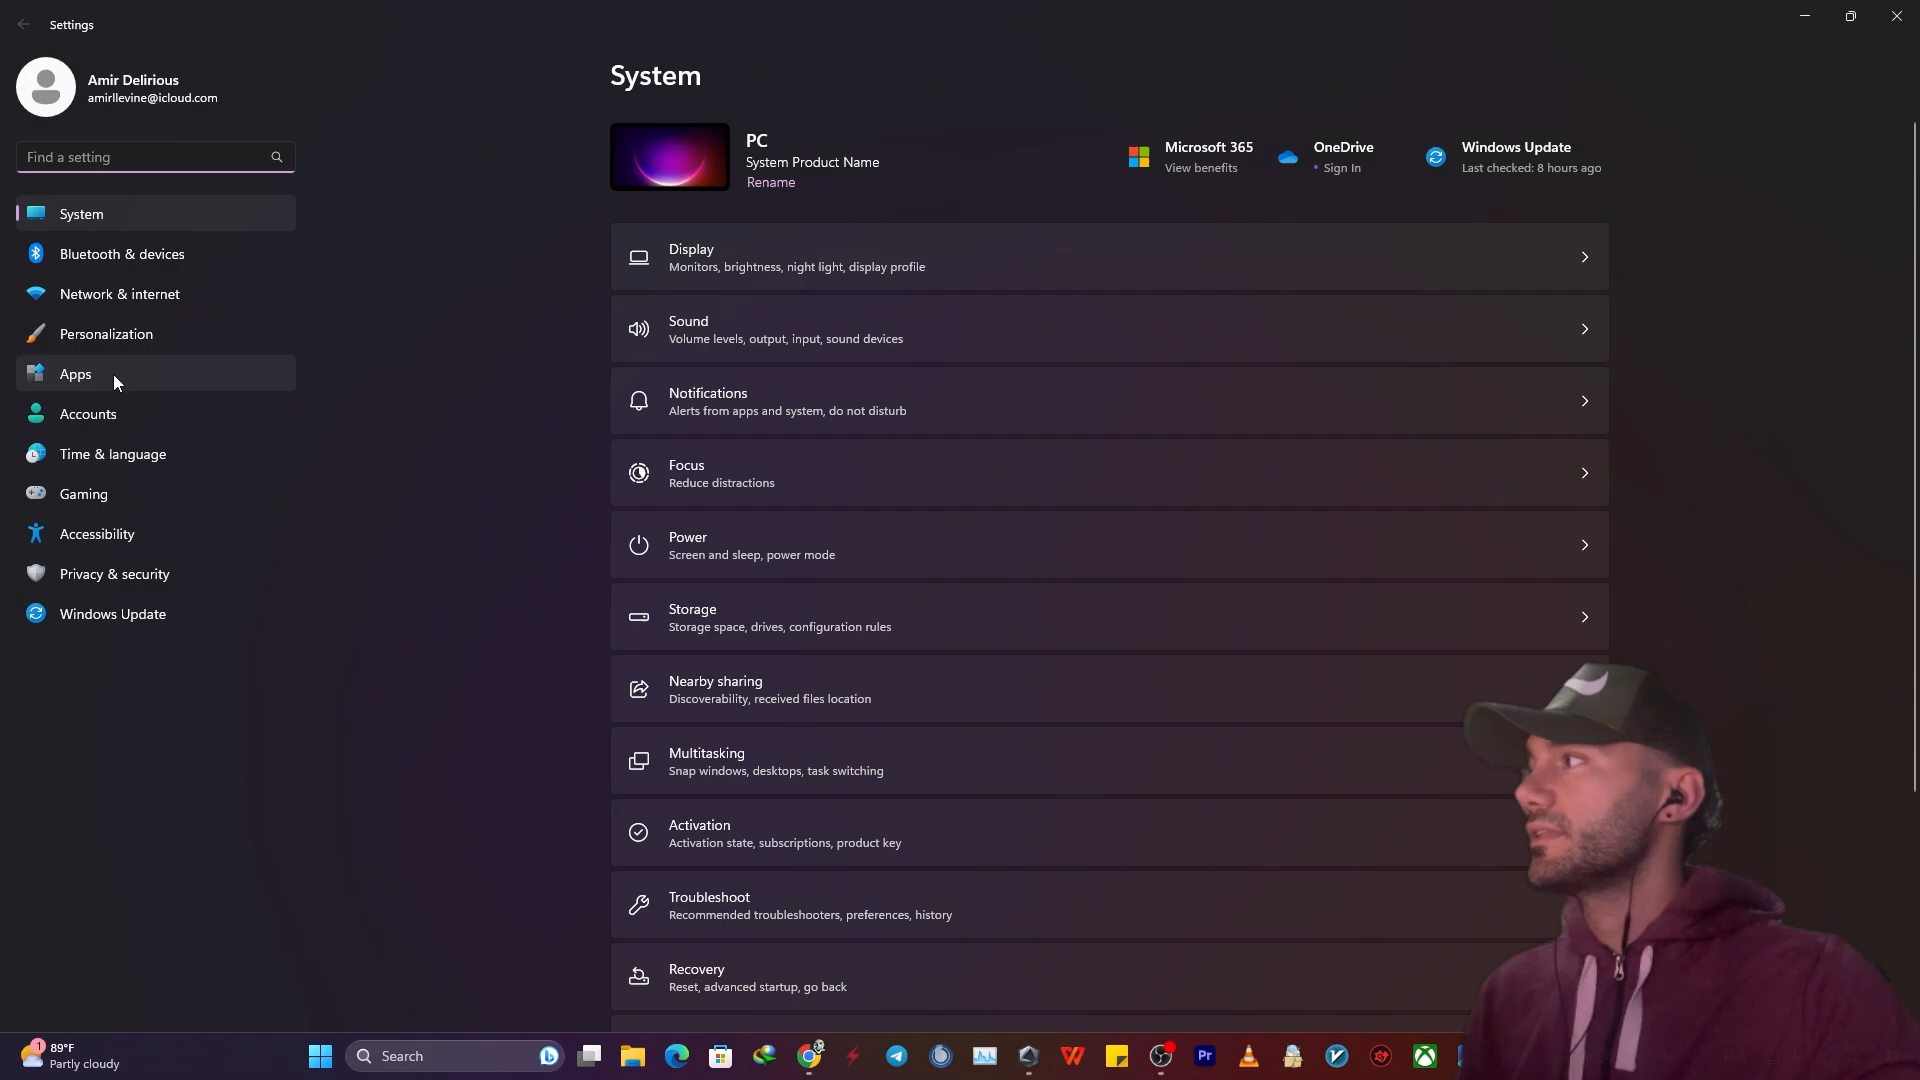 Settings
Amir Delirious
amirllevine@icloud.com
Find a setting
System
Bluetooth & devices
Network & internet
Personalization
Apps
Accounts
Time & language
Gaming
Accessibility
Privacy & security
Windows Update
System
PC
System Product Name
Rename
Microsoft 365
View benefits
OneDrive
• Sign In
Windows Update
Last checked: 8 hours ago
Display
Monitors, brightness, night light, display profile
Sound
Volume levels, output, input, sound devices
Notifications
Alerts from apps and system, do not disturb
Focus
Reduce distractions
Power
Screen and sleep, power mode
Storage
Storage space, drives, configuration rules
Nearby sharing
Discoverability, received files location
Multitasking
Snap windows, desktops, task switching
Activation
Activation state, subscriptions, product key
Troubleshoot
Recommended troubleshooters, preferences, history
Recovery
Reset, advanced startup, go back
1
89°F
Partly cloudy
Search
Pr